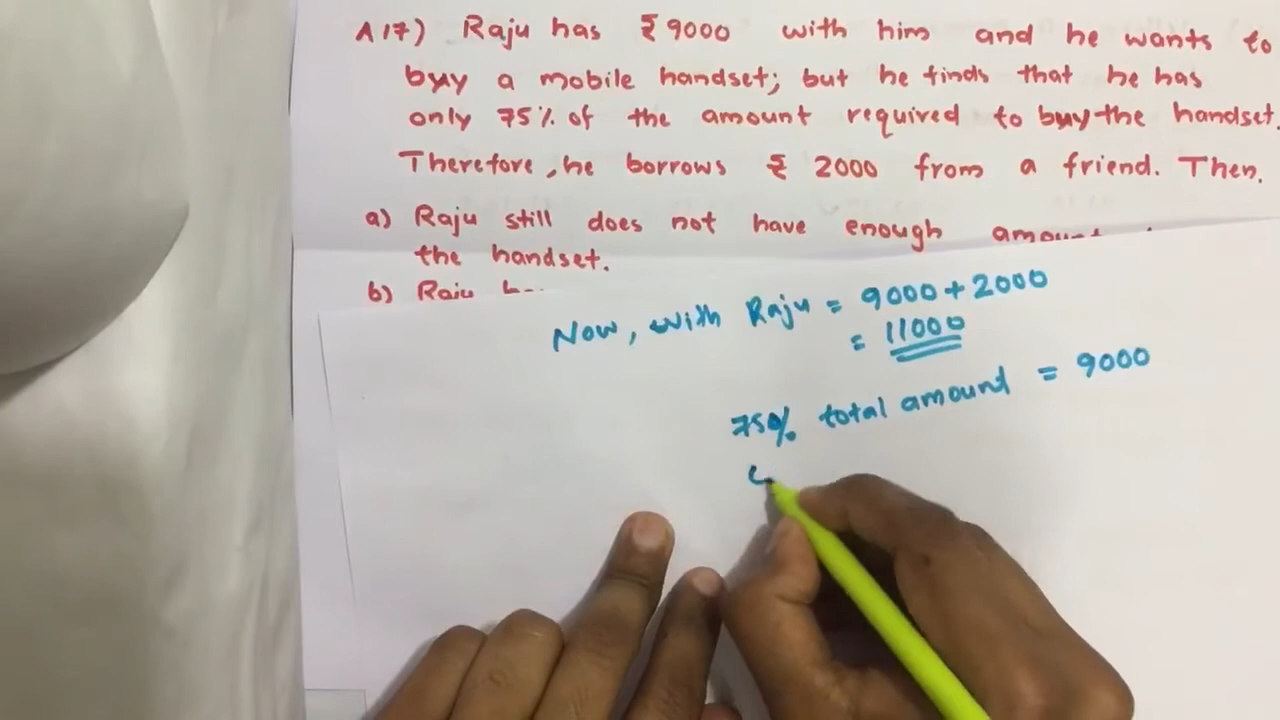 A17) Raju has ₹9000 with him and he wants to
buy a mobile handset; but he finds that he has
only 75% of the amount required to buy the handset.
Therefore, he borrows ₹ 2000 from a friend. Then.
a) Raju still does not have enough
the handset.
b) Raju
Now, with Raju = 9000+2000
= 11000
75% total amount = 9000